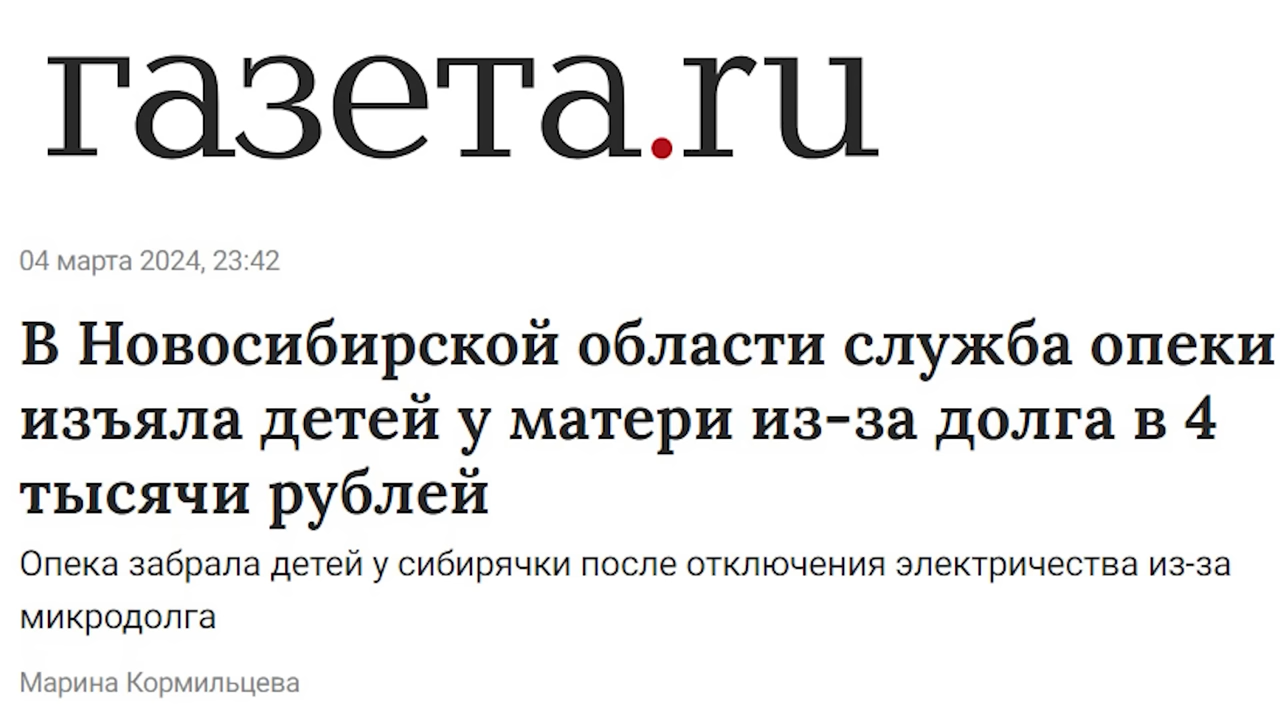 газета.ru
04 марта 2024, 23:42
В Новосибирской области служба опеки
изъяла детей у матери из-за долга в 4
тысячи рублей
Опека забрала детей у сибирячки после отключения электричества из-за
микродолга
Марина Кормильцева